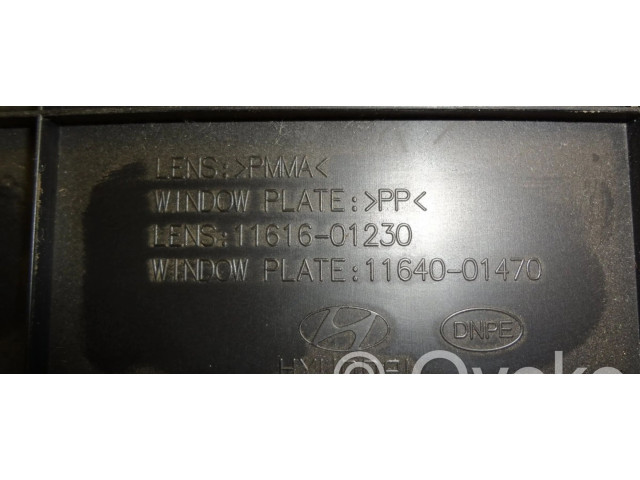 LENS:>PMMA<
WINDOW PLATE:>PP<
LENS:11616-01230
WINDOW PLATE:11640-01470
DNPE